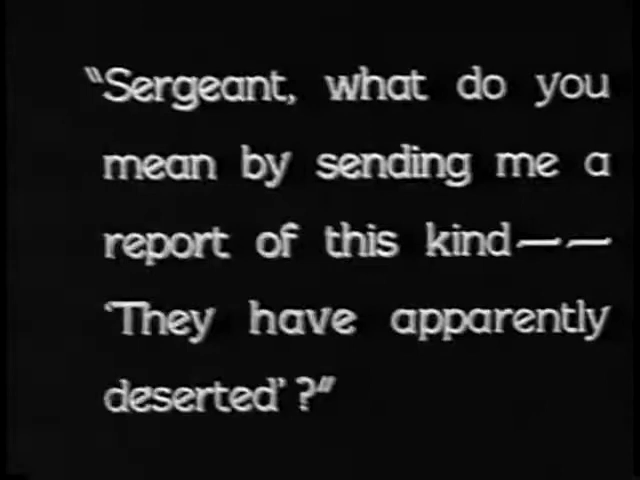 "Sergeant, what do you
mean by sending me a
report of this kind——
'They have apparently
deserted' ?"